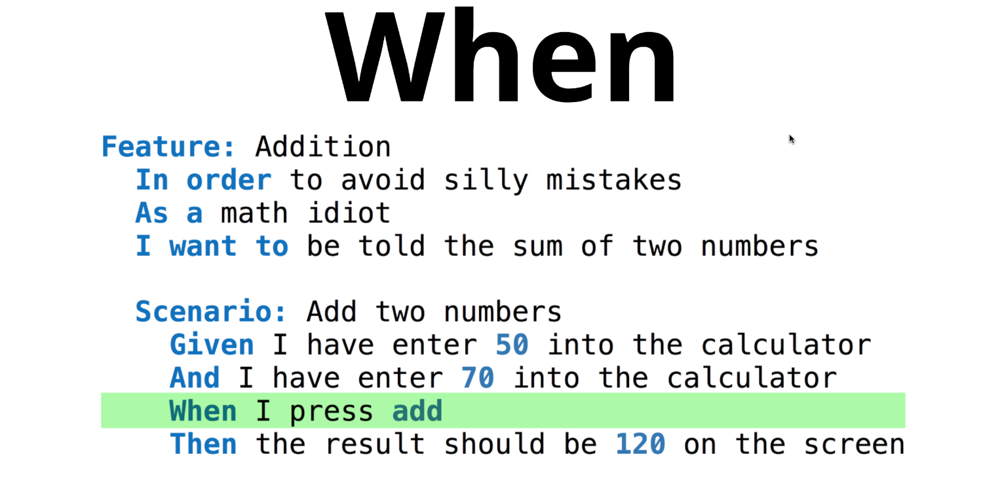 When
Feature: Addition
In order to avoid silly mistakes
As a math idiot
I want to be told the sum of two numbers
Scenario: Add two numbers
Given I have enter 50 into the calculator
And I have enter 70 into the calculator
When I press add
Then the result should be 120 on the screen